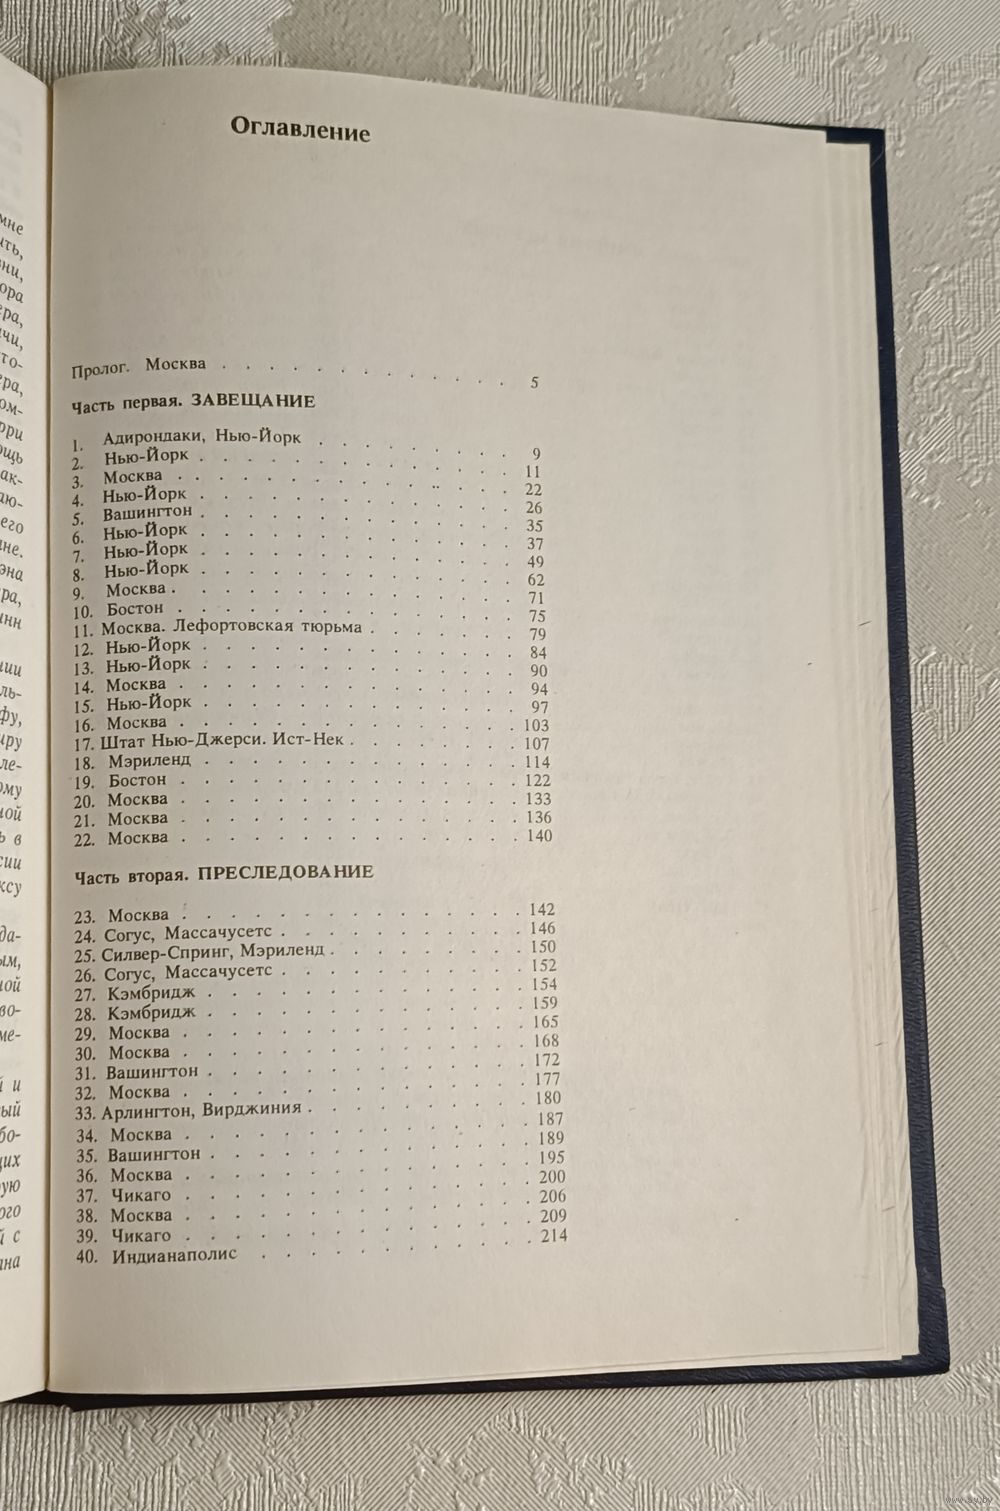 Оглавление
Пролог. Москва . . . . . . . . . . . . 5
Часть первая. ЗАВЕЩАНИЕ
1. Адирондаки, Нью-Йорк . . . . . . . . 9
2. Нью-Йорк . . . . . . . . . . . . . 11
3. Москва . . . . . . . . . . . . . . 22
4. Нью-Йорк . . . . . . . . . . . . . 26
5. Вашингтон . . . . . . . . . . . . . 35
6. Нью-Йорк . . . . . . . . . . . . . 37
7. Нью-Йорк . . . . . . . . . . . . . 49
8. Нью-Йорк . . . . . . . . . . . . . 62
9. Москва . . . . . . . . . . . . . . 71
10. Бостон . . . . . . . . . . . . . . 75
11. Москва. Лефортовская тюрьма . . . . . . 79
12. Нью-Йорк . . . . . . . . . . . . . 84
13. Нью-Йорк . . . . . . . . . . . . . 90
14. Москва . . . . . . . . . . . . . . 94
15. Нью-Йорк . . . . . . . . . . . . . 97
16. Москва . . . . . . . . . . . . . . 103
17. Штат Нью-Джерси. Ист-Нек . . . . . . . 107
18. Мэриленд . . . . . . . . . . . . . 114
19. Бостон . . . . . . . . . . . . . . 122
20. Москва . . . . . . . . . . . . . . 133
21. Москва . . . . . . . . . . . . . . 136
22. Москва . . . . . . . . . . . . . . 140
Часть вторая. ПРЕСЛЕДОВАНИЕ
23. Москва . . . . . . . . . . . . . . 142
24. Согус, Массачусетс . . . . . . . . . . 146
25. Силвер-Спринг, Мэриленд . . . . . . . . 150
26. Согус, Массачусетс . . . . . . . . . . 152
27. Кэмбридж . . . . . . . . . . . . . 154
28. Кэмбридж . . . . . . . . . . . . . 159
29. Москва . . . . . . . . . . . . . . 165
30. Москва . . . . . . . . . . . . . . 168
31. Вашингтон . . . . . . . . . . . . . 172
32. Москва . . . . . . . . . . . . . . 177
33. Арлингтон, Вирджиния . . . . . . . . . 180
34. Москва . . . . . . . . . . . . . . 187
35. Вашингтон . . . . . . . . . . . . . 189
36. Москва . . . . . . . . . . . . . . 195
37. Чикаго . . . . . . . . . . . . . . 200
38. Москва . . . . . . . . . . . . . . 206
39. Чикаго . . . . . . . . . . . . . . 209
40. Индианаполис . . . . . . . . . . . . 214